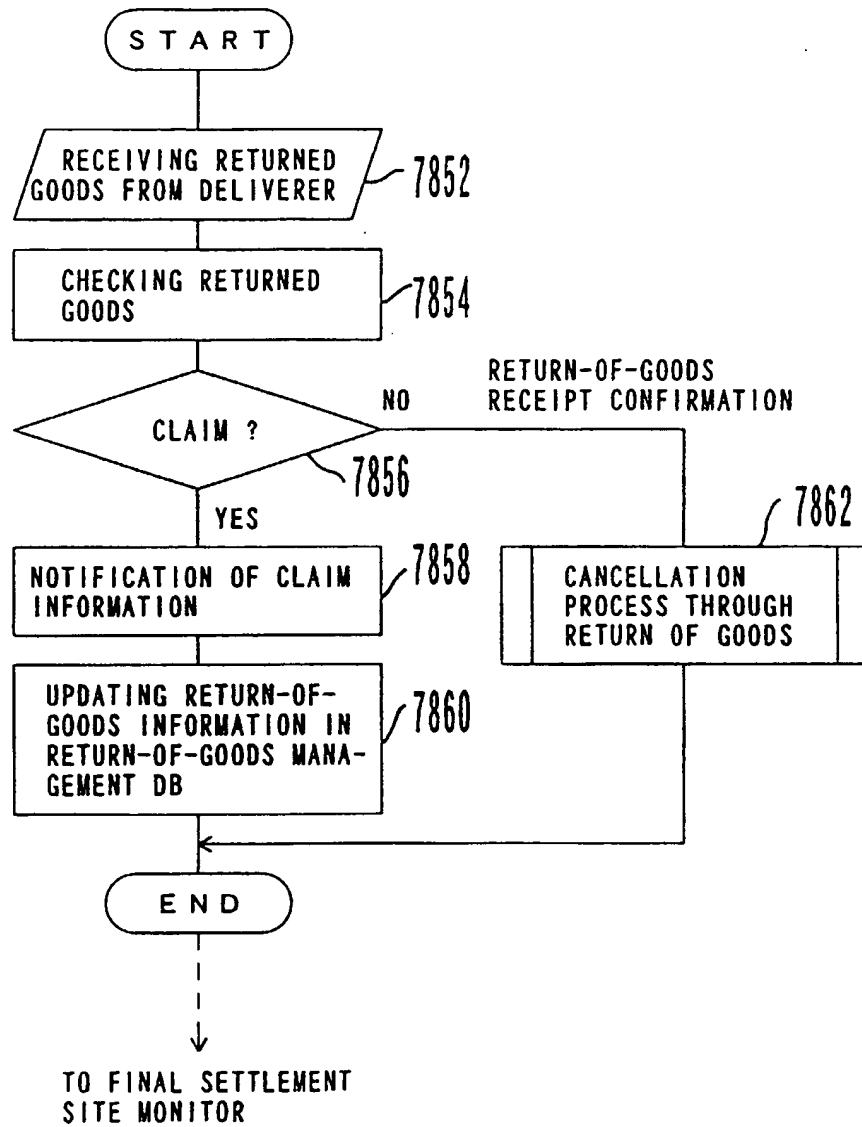 START
RECEIVING RETURNED
GOODS FROM DELIVERER
7852
CHECKING RETURNED
GOODS
7854
CLAIM ?
7856
NO
RETURN-OF-GOODS
RECEIPT CONFIRMATION
YES
7862
NOTIFICATION OF CLAIM
INFORMATION
7858
CANCELLATION
PROCESS THROUGH
RETURN OF GOODS
UPDATING RETURN-OF-
GOODS INFORMATION IN
RETURN-OF-GOODS MANA-
GEMENT DB
7860
END
TO FINAL SETTLEMENT
SITE MONITOR